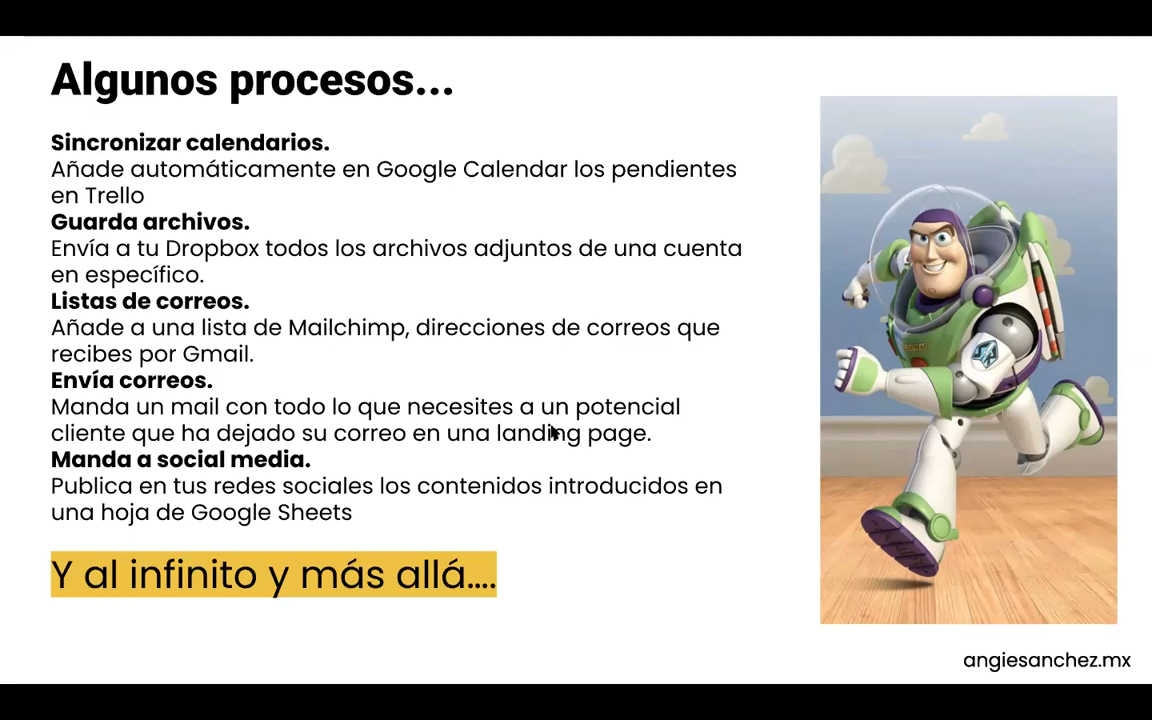 Algunos procesos...
Sincronizar calendarios.
Añade automáticamente en Google Calendar los pendientes
en Trello
Guarda archivos.
Envía a tu Dropbox todos los archivos adjuntos de una cuenta
en específico.
Listas de correos.
Añade a una lista de Mailchimp, direcciones de correos que
recibes por Gmail.
Envía correos.
Manda un mail con todo lo que necesites a un potencial
cliente que ha dejado su correo en una landing page.
Manda a social media.
Publica en tus redes sociales los contenidos introducidos en
una hoja de Google Sheets
Y al infinito y más allá....
angiesanchez.mx